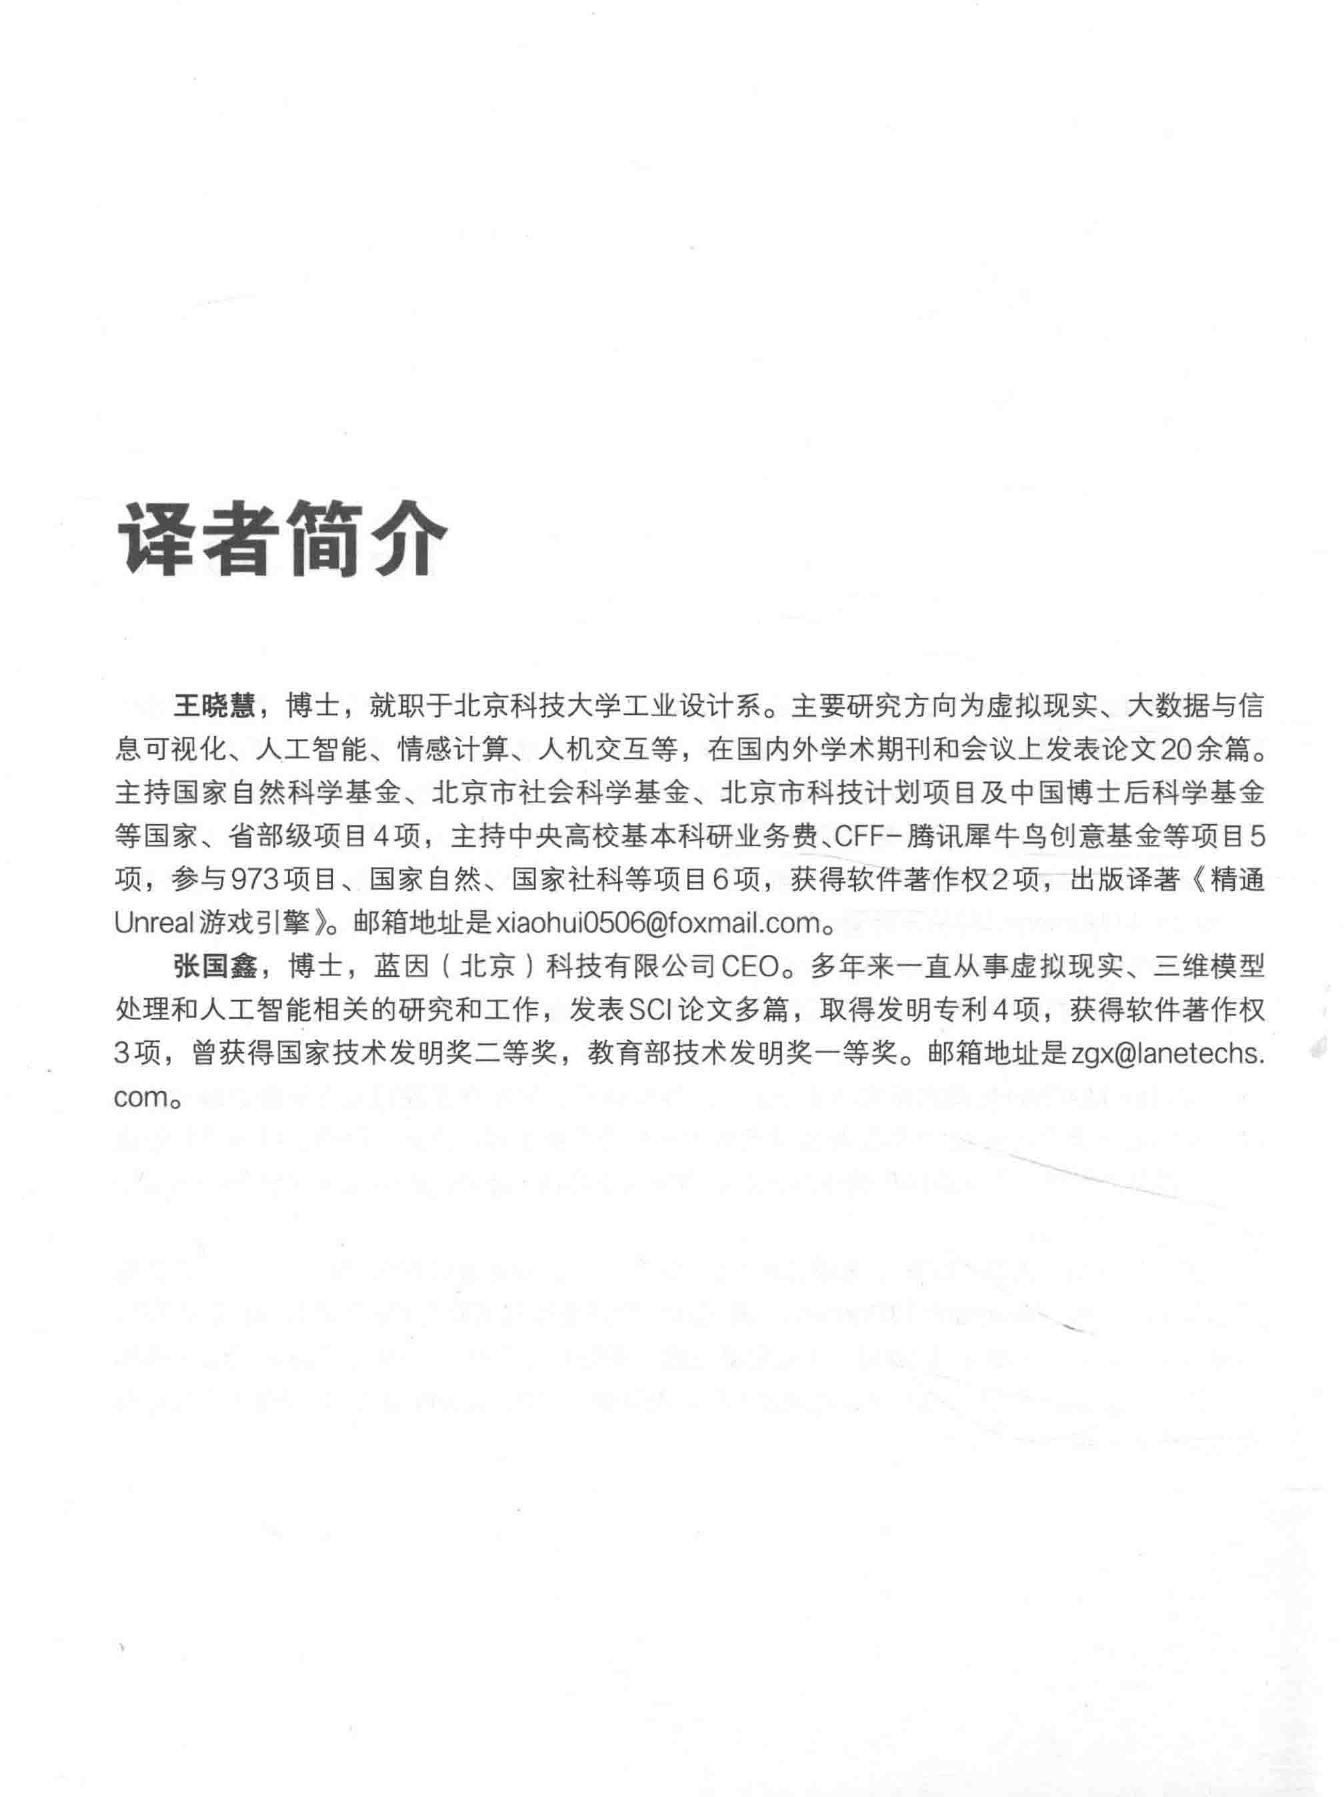 译者简介
王晓慧，博士，就职于北京科技大学工业设计系。主要研究方向为虚拟现实、大数据与信
息可视化、人工智能、情感计算、人机交互等，在国内外学术期刊和会议上发表论文20余篇。
主持国家自然科学基金、北京市社会科学基金、北京市科技计划项目及中国博士后科学基金
等国家、省部级项目4项，主持中央高校基本科研业务费、CFF-腾讯犀牛鸟创意基金等项目5
项，参与973项目、国家自然、国家社科等项目6项，获得软件著作权2项，出版译著《精通
Unreal游戏引擎》。邮箱地址是xiaohui0506@foxmail.com。
张国鑫，博士，蓝因（北京）科技有限公司CEO。多年来一直从事虚拟现实、三维模型
处理和人工智能相关的研究和工作，发表SCI论文多篇，取得发明专利4项，获得软件著作权
3项，曾获得国家技术发明奖二等奖，教育部技术发明奖一等奖。邮箱地址是zgx@lanetechs.
com。